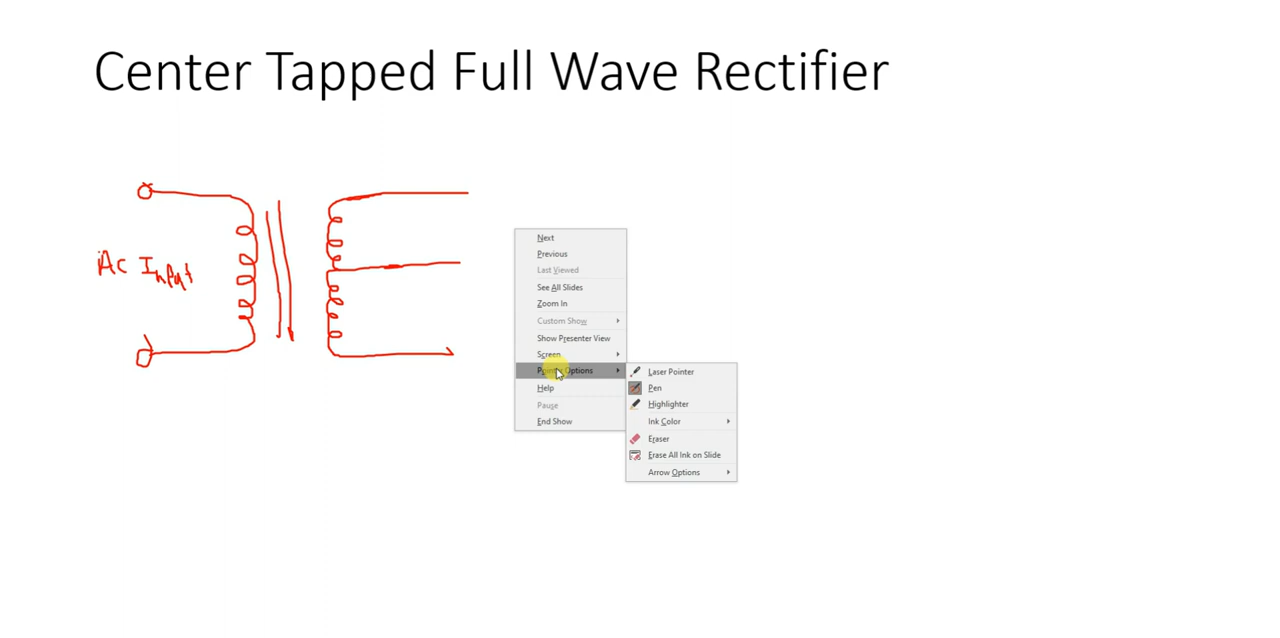 Center Tapped Full Wave Rectifier
Ac Input
Next
Previous
Last Viewed
See All Slides
Zoom In
Custom Show
Show Presenter View
Screen
Pointer Options
Help
Pause
End Show
Laser Pointer
Pen
Highlighter
Ink Color
Eraser
Erase All Ink on Slide
Arrow Options